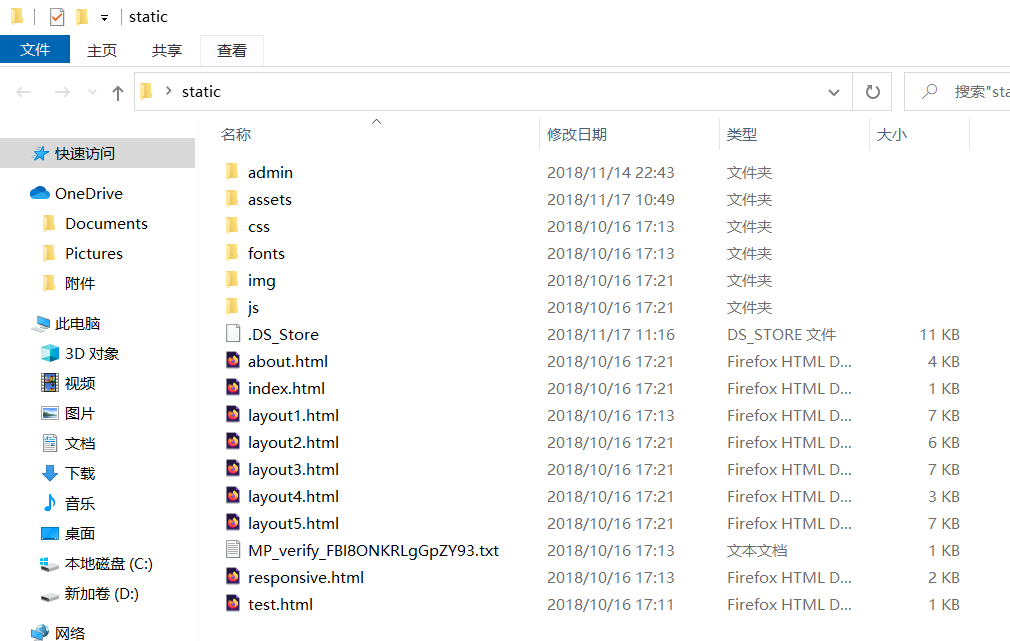 static
文件 主页 共享 查看
static 搜索"sta
名称 修改日期 类型 大小
快速访问
OneDrive
Documents
Pictures
附件
此电脑
3D 对象
视频
图片
文档
下载
音乐
桌面
本地磁盘 (C:)
新加卷 (D:)
网络
admin 2018/11/14 22:43 文件夹
assets 2018/11/17 10:49 文件夹
css 2018/10/16 17:13 文件夹
fonts 2018/10/16 17:13 文件夹
img 2018/10/16 17:21 文件夹
js 2018/10/16 17:21 文件夹
.DS_Store 2018/11/17 11:16 DS_STORE 文件 11 KB
about.html 2018/10/16 17:21 Firefox HTML D... 4 KB
index.html 2018/10/16 17:21 Firefox HTML D... 1 KB
layout1.html 2018/10/16 17:13 Firefox HTML D... 7 KB
layout2.html 2018/10/16 17:21 Firefox HTML D... 6 KB
layout3.html 2018/10/16 17:21 Firefox HTML D... 7 KB
layout4.html 2018/10/16 17:21 Firefox HTML D... 3 KB
layout5.html 2018/10/16 17:21 Firefox HTML D... 7 KB
MP_verify_FBI8ONKRLgGpZY93.txt 2018/10/16 17:13 文本文档 1 KB
responsive.html 2018/10/16 17:13 Firefox HTML D... 2 KB
test.html 2018/10/16 17:11 Firefox HTML D... 1 KB